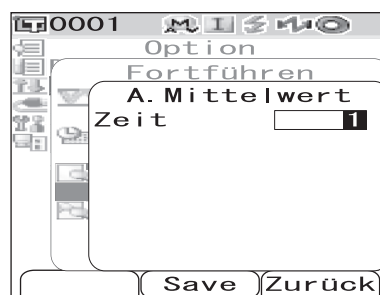 0001
Option
Fortführen
A.Mittelwert
Zeit 1
Save Zurück